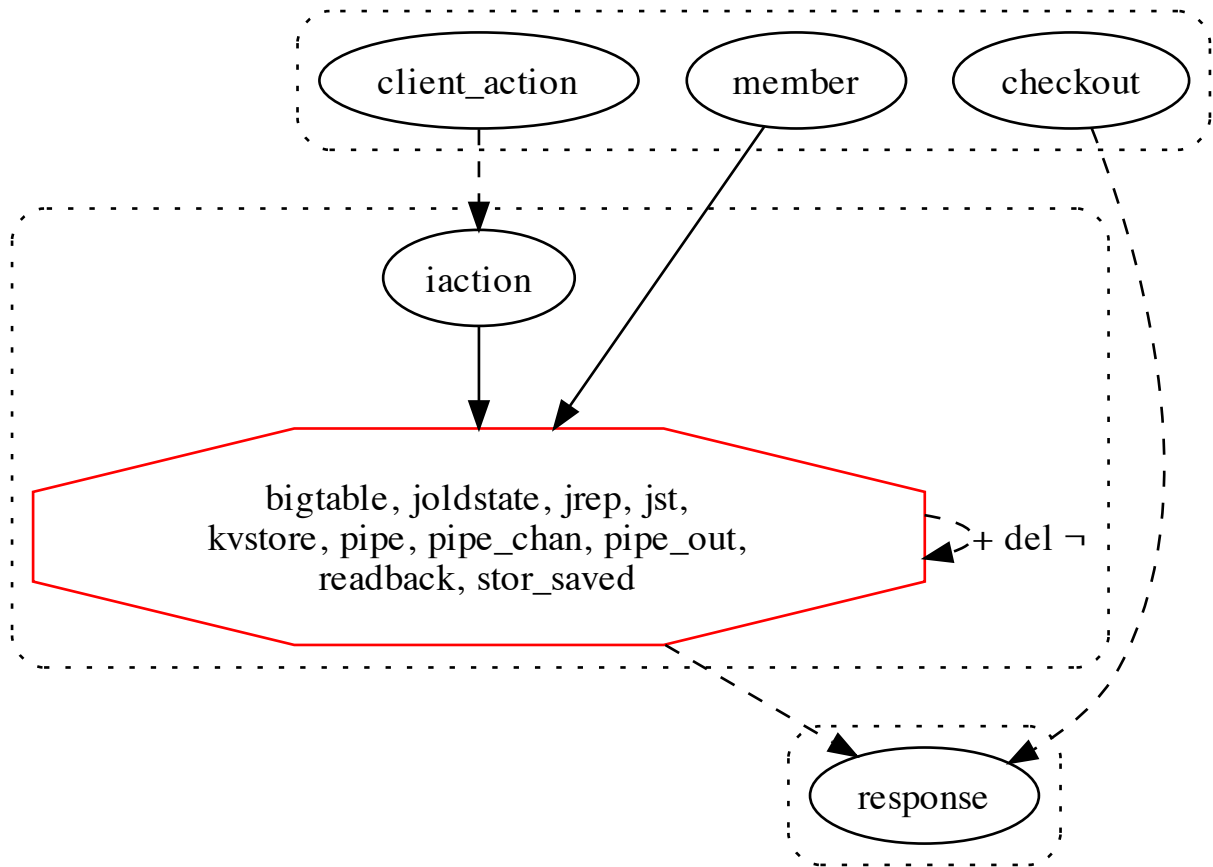 client_action
member
checkout
iaction
bigtable, joldstate, jrep, jst,
kvstore, pipe, pipe_chan, pipe_out,
readback, stor_saved
+ del ¬
response